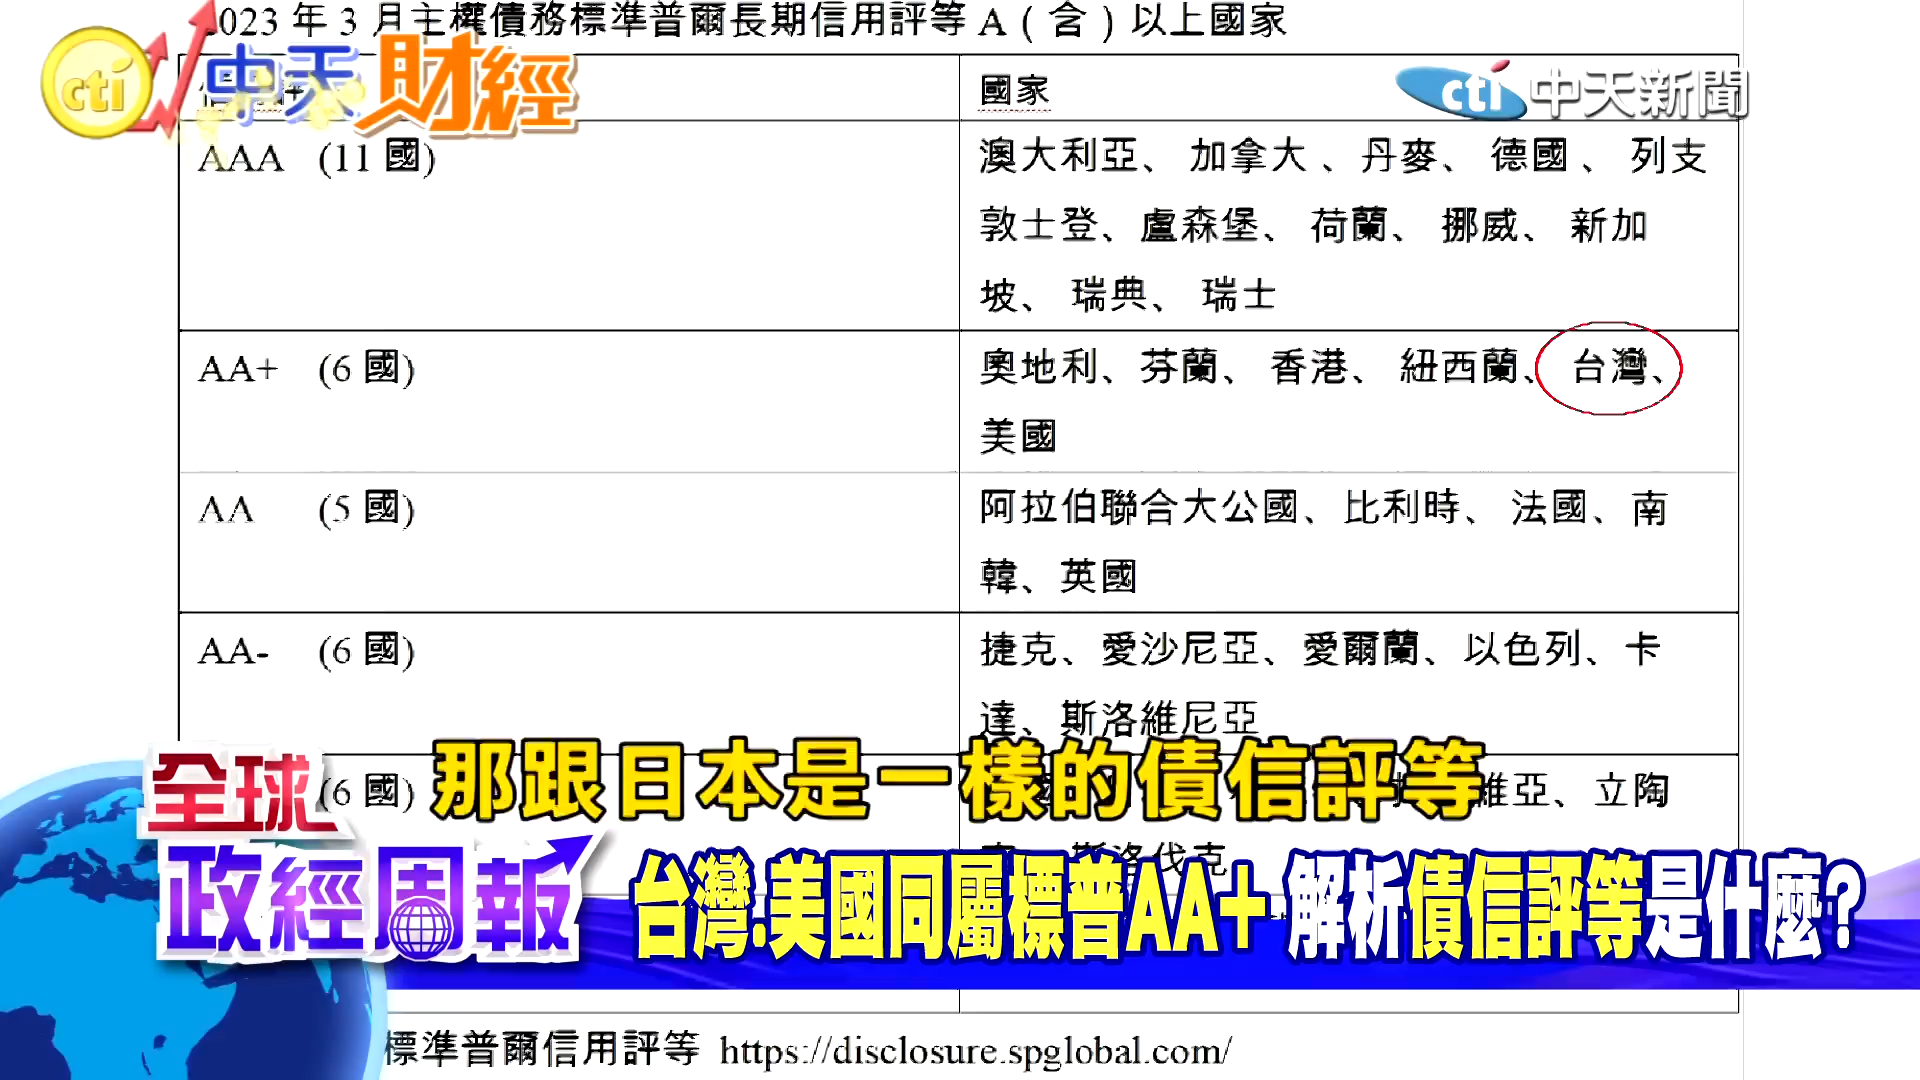 2023 年 3 月主權債務標準普爾長期信用評等 A（含）以上國家
cti 中天財經
cti 中天新聞
國家
AAA (11 國)
澳大利亞、 加拿大 、丹麥、 德國 、 列支
敦士登、盧森堡、 荷蘭、 挪威、 新加
坡、 瑞典、 瑞士
AA+ (6 國)
奧地利、芬蘭、 香港、 紐西蘭、 台灣、
美國
AA (5 國)
阿拉伯聯合大公國、比利時、 法國、南
韓、英國
AA- (6 國)
捷克、愛沙尼亞、愛爾蘭、以色列、卡
達、斯洛維尼亞
(6 國)
維亞、立陶
斯洛伐克
那跟日本是一樣的債信評等
全球
政經周報
台灣.美國同屬標普AA+ 解析債信評等是什麼?
標準普爾信用評等 https://disclosure.spglobal.com/